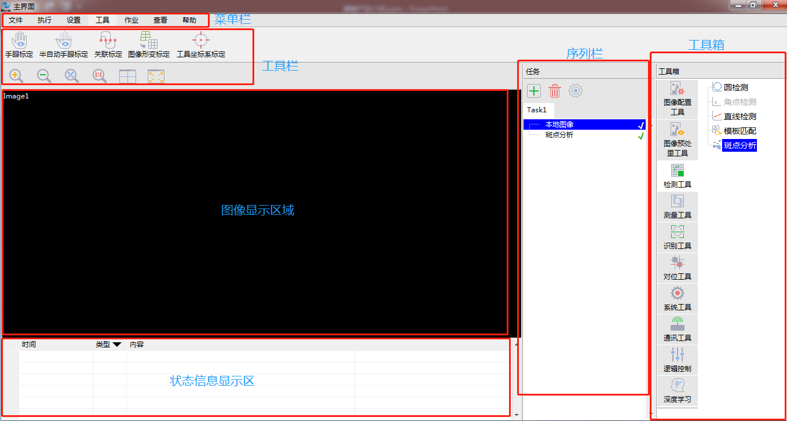 主界面
文件 执行 设置 工具 作业 查看 帮助
菜单栏
手眼标定 半自动手眼标定 关联标定 图像形变标定 工具坐标系标定
工具栏
序列栏
工具箱
Image1
图像显示区域
任务
Task1
本地图像
斑点分析
工具箱
图像配置
工具
图像预处
理工具
检测工具
测量工具
识别工具
对位工具
系统工具
通讯工具
逻辑控制
深度学习
圆检测
角点检测
直线检测
模板匹配
斑点分析
时间 类型 内容
状态信息显示区